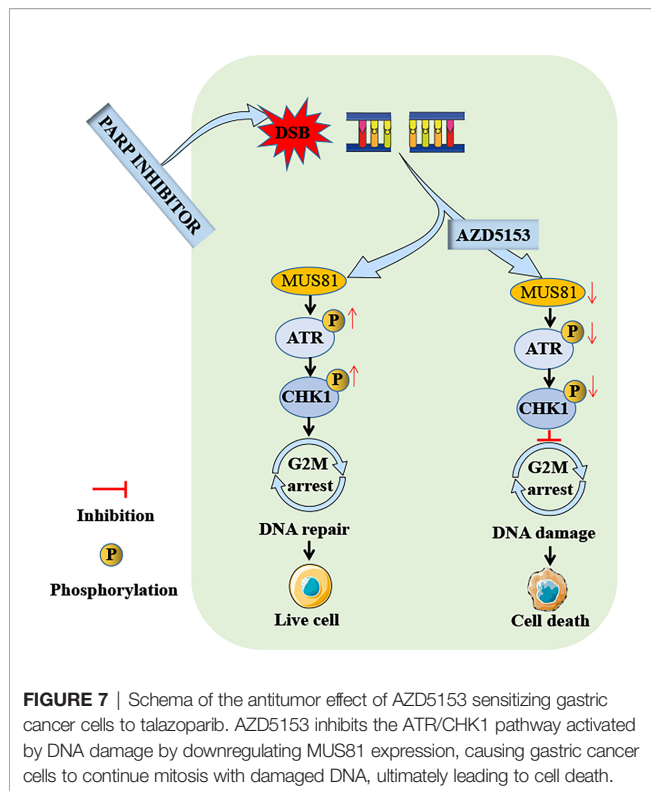 PARP INHIBITOR
DSB
AZD5153
MUS81
P
ATR
P
CHK1
G2M
arrest
DNA repair
Live cell
MUS81
P
ATR
P
CHK1
G2M
arrest
DNA damage
Cell death
Inhibition
P
Phosphorylation
FIGURE 7 | Schema of the antitumor effect of AZD5153 sensitizing gastric
cancer cells to talazoparib. AZD5153 inhibits the ATR/CHK1 pathway activated
by DNA damage by downregulating MUS81 expression, causing gastric cancer
cells to continue mitosis with damaged DNA, ultimately leading to cell death.